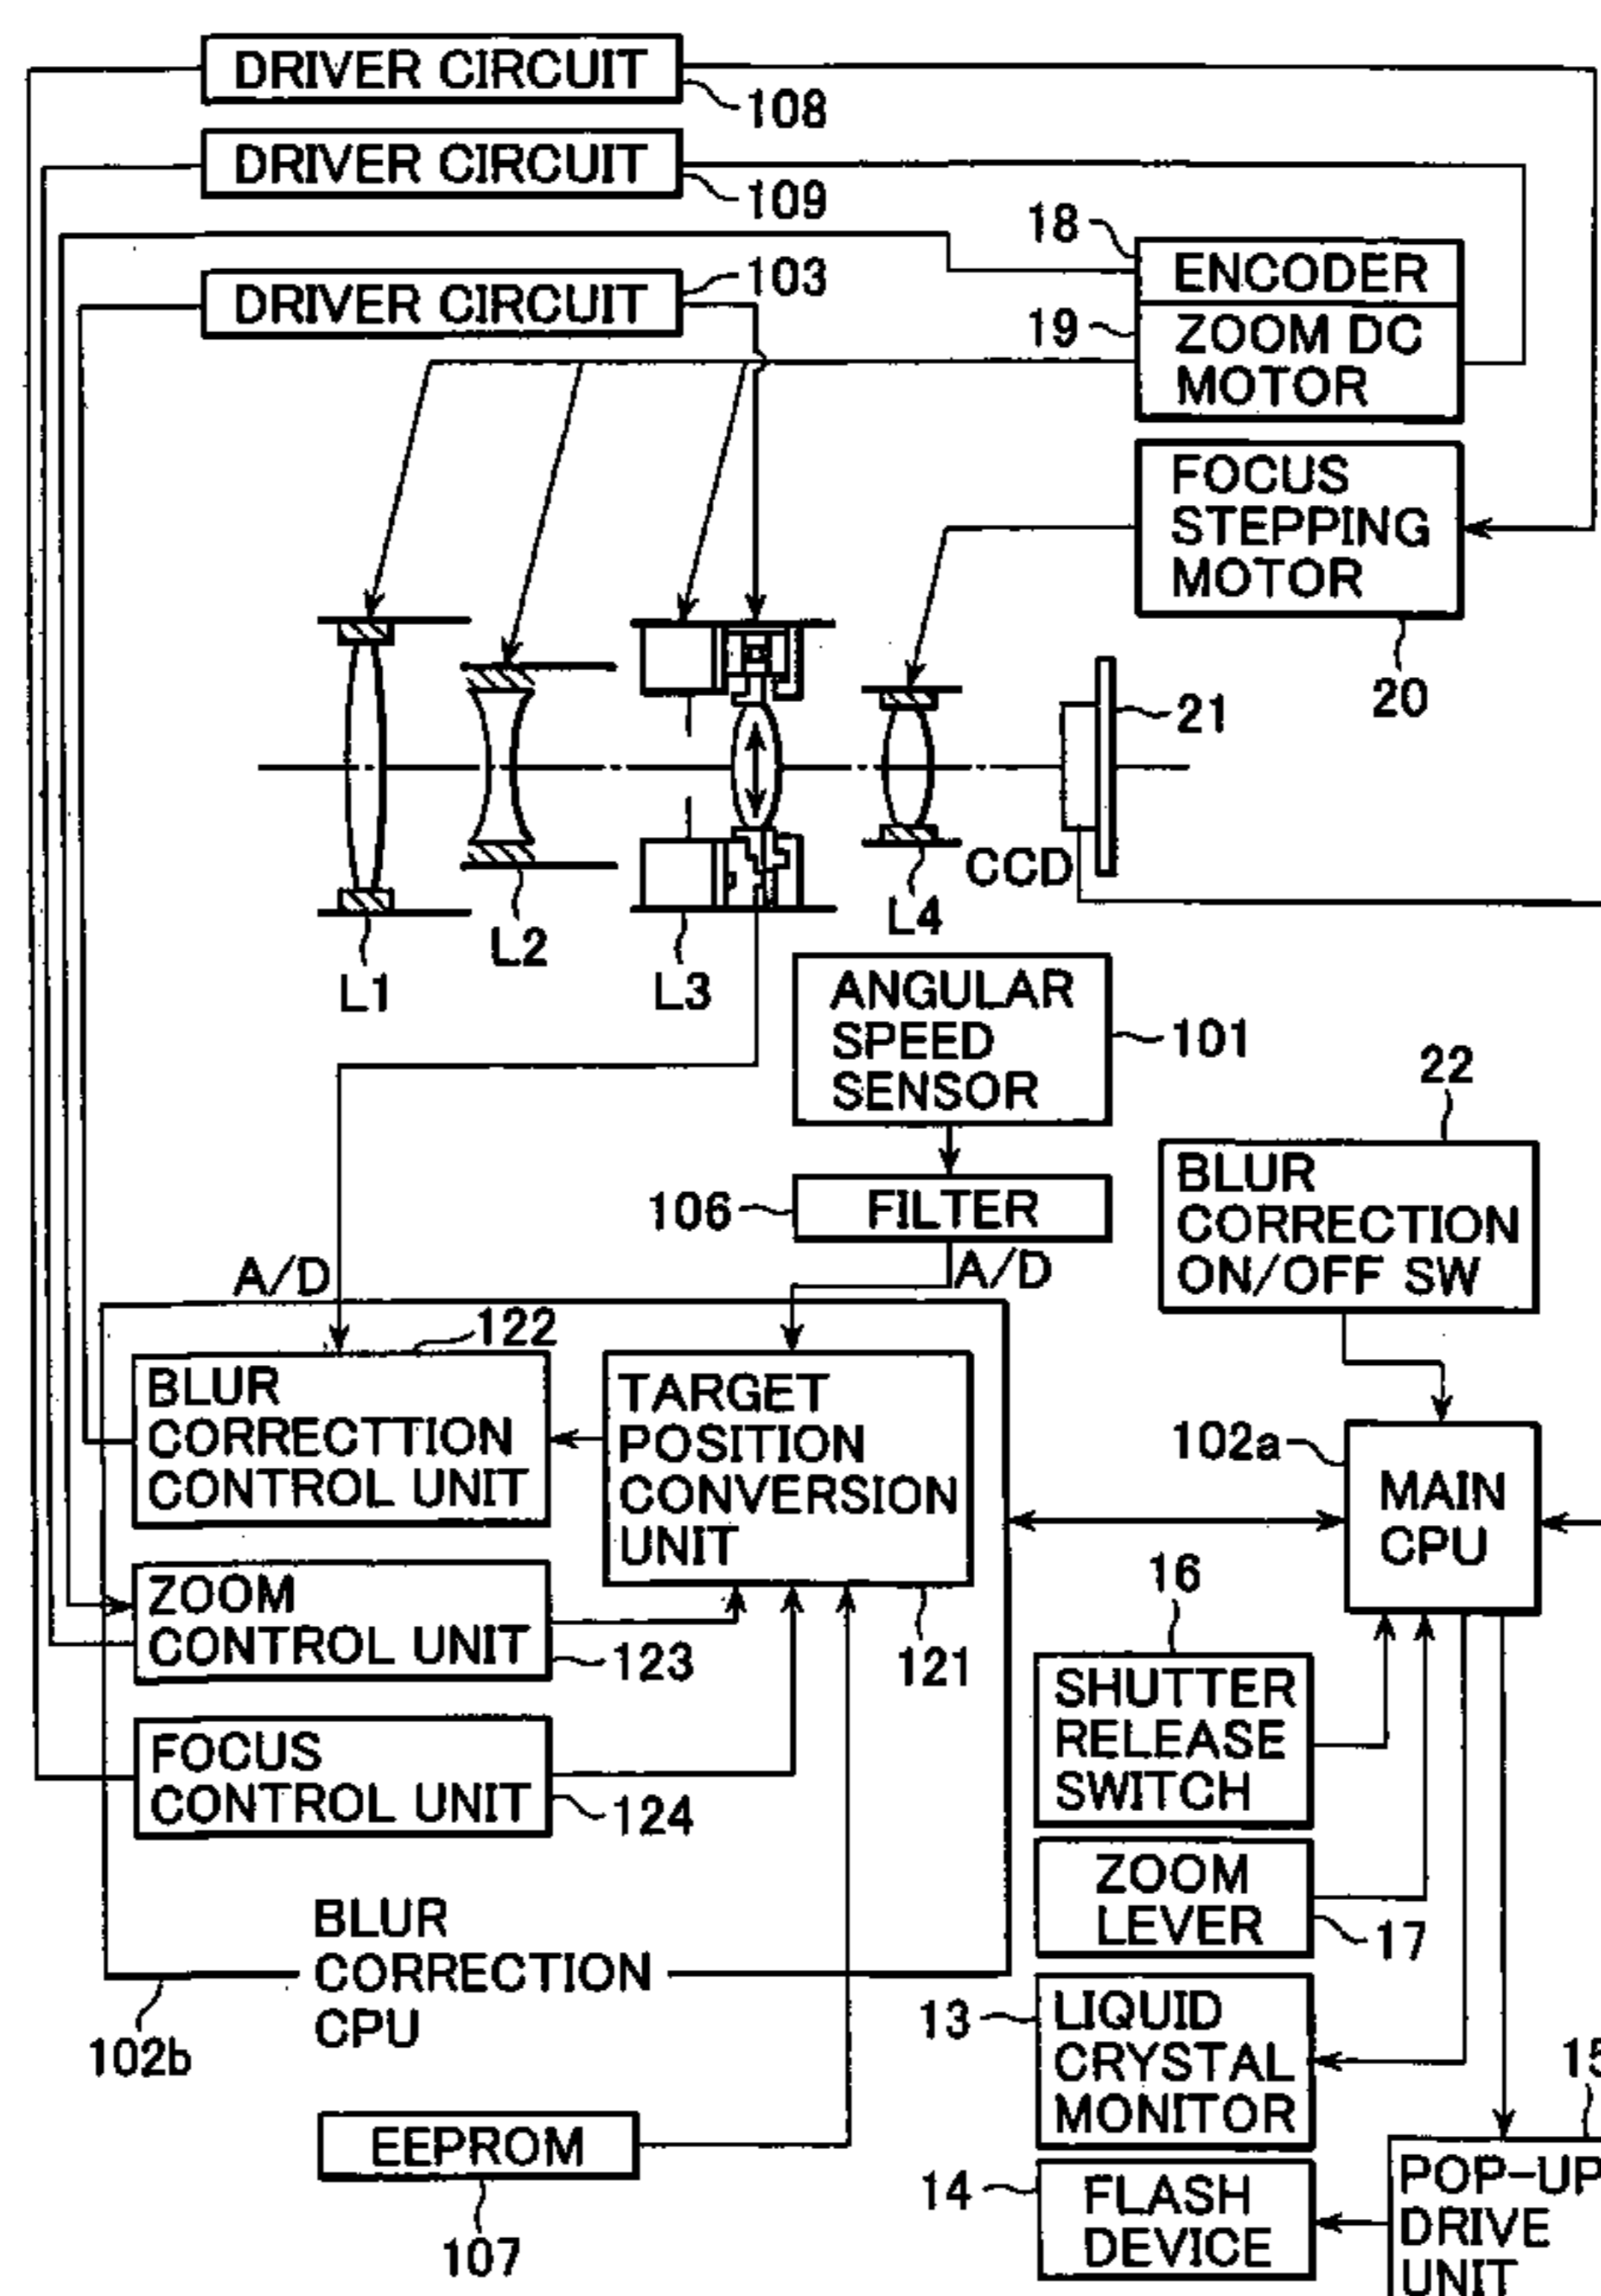 DRIVER CIRCUIT
108
DRIVER CIRCUIT
109
18
ENCODER
DRIVER CIRCUIT
103
19
ZOOM DC
MOTOR
FOCUS
STEPPING
MOTOR
20
21
CCD
L1
L2
L3
L4
ANGULAR
SPEED
SENSOR
101
22
BLUR
CORRECTION
ON/OFF SW
106
FILTER
A/D
A/D
122
BLUR
CORRECTTION
CONTROL UNIT
TARGET
POSITION
CONVERSION
UNIT
102a
MAIN
CPU
ZOOM
CONTROL UNIT
123
121
16
SHUTTER
RELEASE
SWITCH
FOCUS
CONTROL UNIT
124
ZOOM
LEVER
17
BLUR
CORRECTION
CPU
102b
13
LIQUID
CRYSTAL
MONITOR
15
EEPROM
107
14
FLASH
DEVICE
POP-UP
DRIVE
UNIT